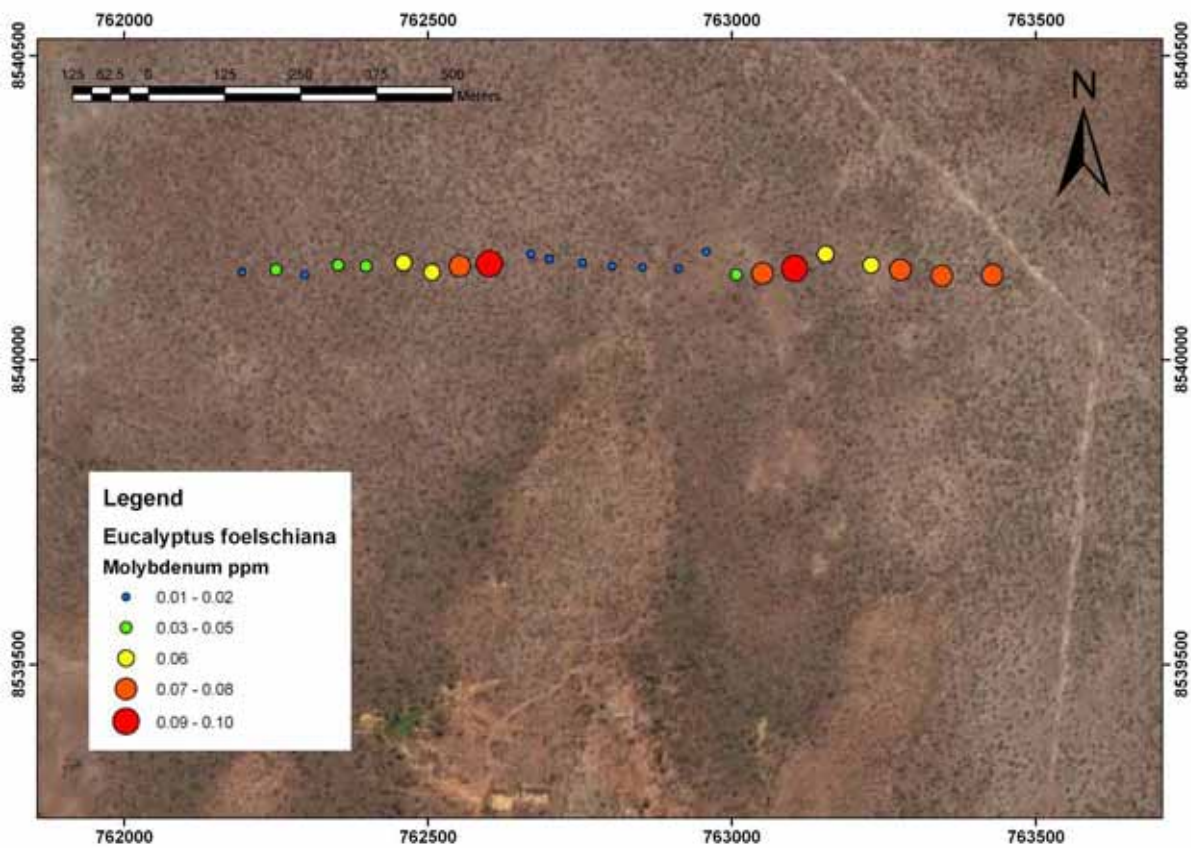 762000 762500 763000 763500
8540500 8540500
125 62.5 0 125 250 375 500
Meters
N
8540000 8540000
8539500 8539500
Legend
Eucalyptus foelschiana
Molybdenum ppm
0.01 - 0.02
0.03 - 0.05
0.06
0.07 - 0.08
0.09 - 0.10
762000 762500 763000 763500